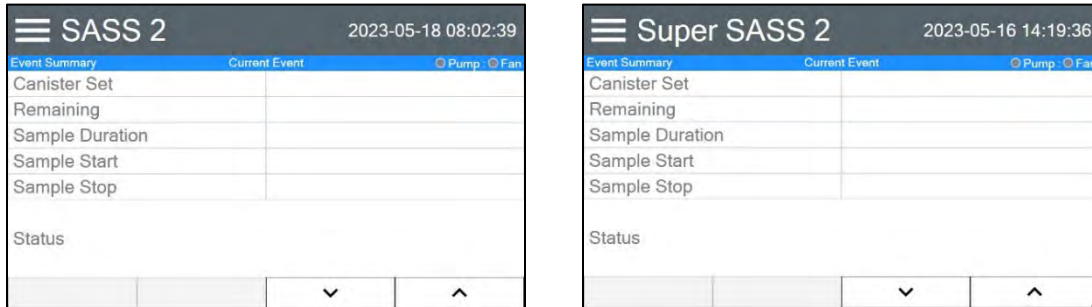 SASS 2 2023-05-18 08:02:39
Event Summary Current Event Pump : Fan
Canister Set
Remaining
Sample Duration
Sample Start
Sample Stop
Status
Super SASS 2 2023-05-16 14:19:36
Event Summary Current Event Pump : Fan
Canister Set
Remaining
Sample Duration
Sample Start
Sample Stop
Status